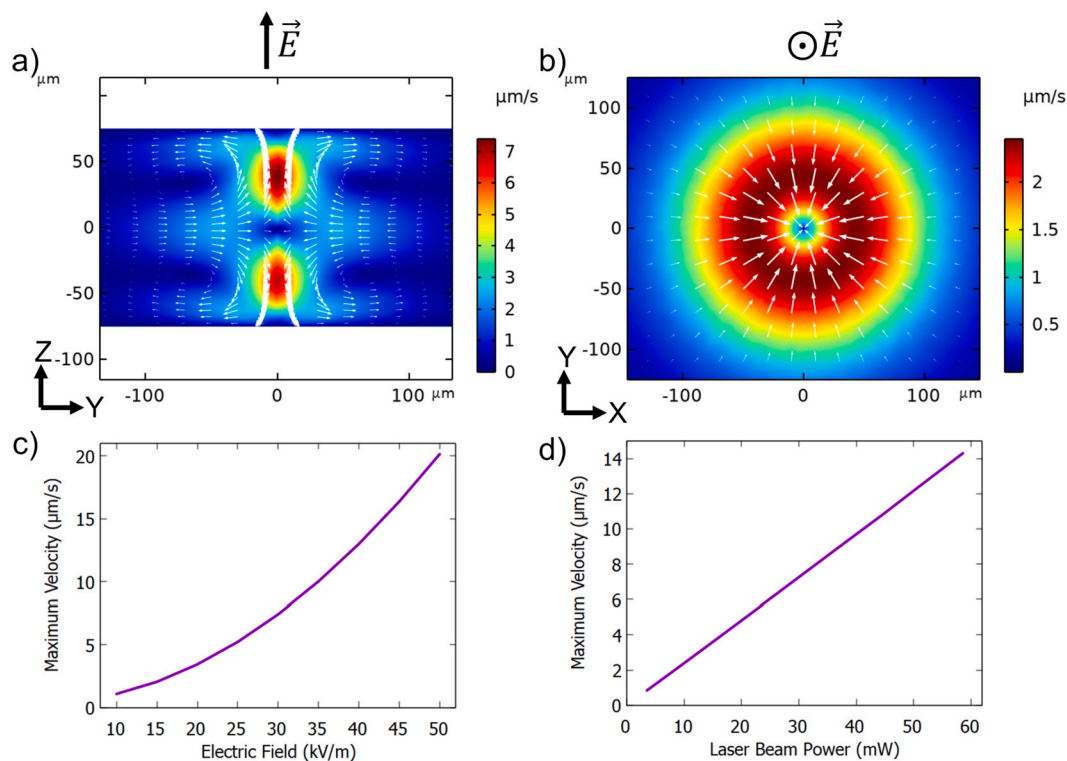 a)
E
μm
50
0
-50
-100
-100
0
100
μm
Z
Y
μm/s
7
6
5
4
3
2
1
0
b)
E
μm
100
50
0
-50
-100
-100
0
100
μm
Y
X
μm/s
2
1.5
1
0.5
c)
Maximum Velocity (μm/s)
20
15
10
5
0
10 15 20 25 30 35 40 45 50
Electric Field (kV/m)
d)
Maximum Velocity (μm/s)
14
12
10
8
6
4
2
0
0 10 20 30 40 50 60
Laser Beam Power (mW)